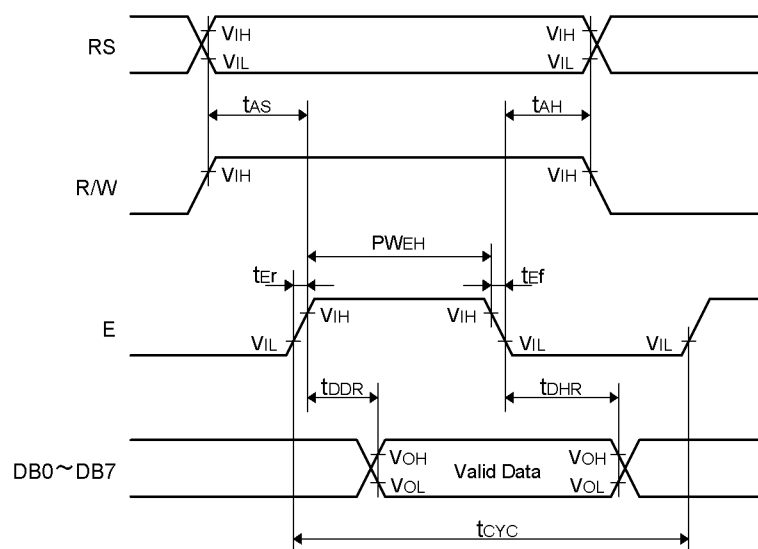 RS
VIH
VIL
VIH
VIL
tAS
tAH
R/W
VIH
VIH
PWEH
tEr
tEf
E
VIH
VIH
VIL
VIL
VIL
tDDR
tDHR
DB0～DB7
VOH
VOL
Valid Data
VOH
VOL
tCYC